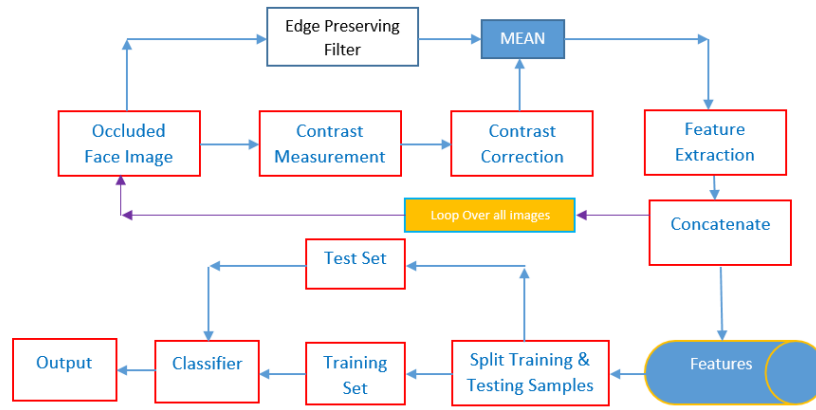 Edge Preserving
Filter
MEAN
Occluded
Face Image
Contrast
Measurement
Contrast
Correction
Feature
Extraction
Loop Over all images
Concatenate
Test Set
Output
Classifier
Training
Set
Split Training &
Testing Samples
Features